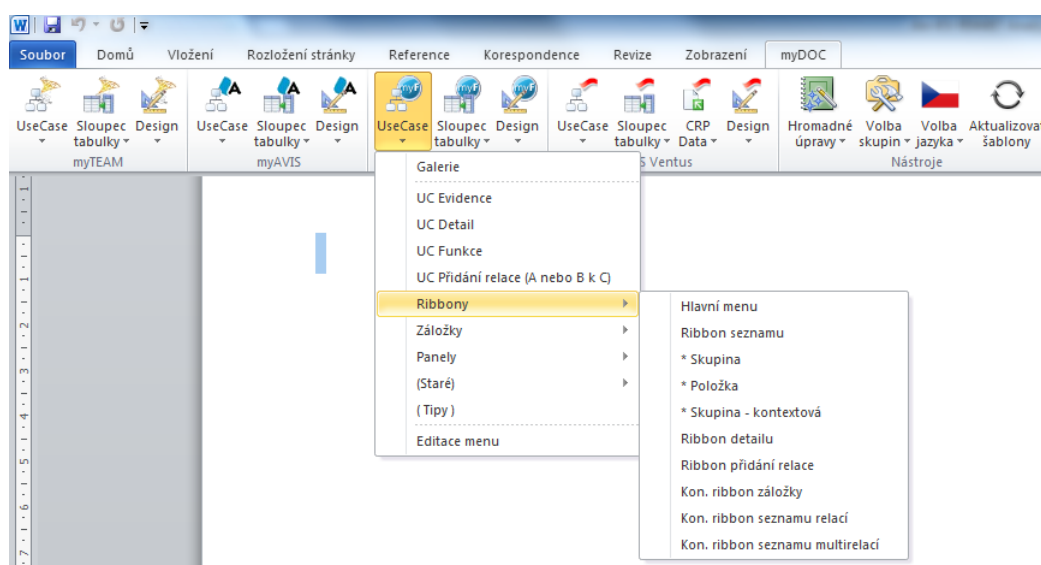 Soubor Domů Vložení Rozložení stránky Reference Korespondence Revize Zobrazení myDOC
UseCase Sloupec tabulky Design
myTEAM
UseCase Sloupec tabulky Design
myAVIS
UseCase Sloupec tabulky Design
UseCase Sloupec tabulky CRP Data Design
Ventus
Hromadné úpravy Volba skupin Volba jazyka Aktualizovat šablony
Nástroje
Galerie
UC Evidence
UC Detail
UC Funkce
UC Přidání relace (A nebo B k C)
Ribbony
Záložky
Panely
(Staré)
( Tipy )
Editace menu
Hlavní menu
Ribbon seznamu
* Skupina
* Položka
* Skupina - kontextová
Ribbon detailu
Ribbon přidání relace
Kon. ribbon záložky
Kon. ribbon seznamu relací
Kon. ribbon seznamu multirelací